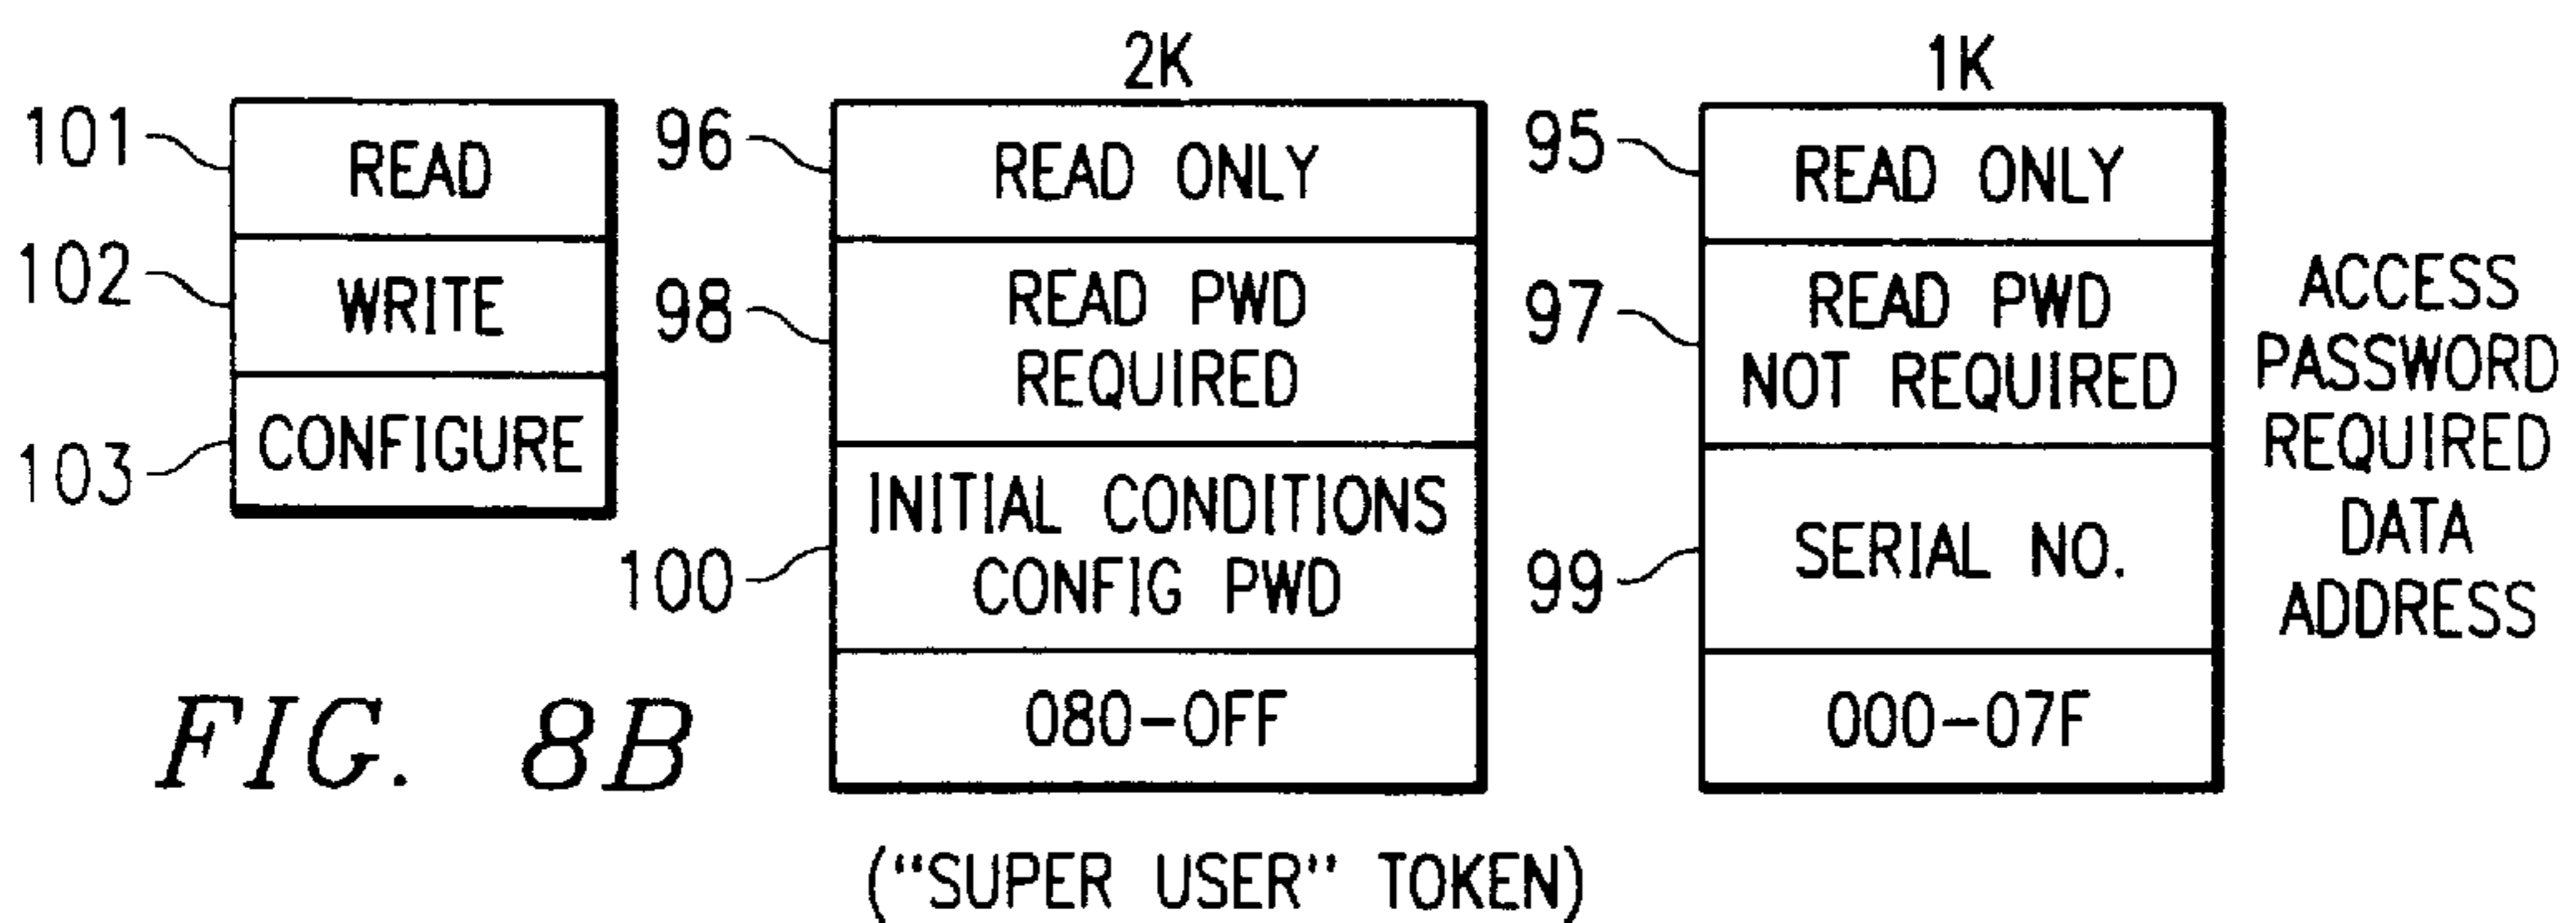 2K
1K
101
READ
96
READ ONLY
95
READ ONLY
102
WRITE
98
READ PWD
REQUIRED
97
READ PWD
NOT REQUIRED
ACCESS
PASSWORD
REQUIRED
DATA
ADDRESS
103
CONFIGURE
100
INITIAL CONDITIONS
CONFIG PWD
99
SERIAL NO.
080-0FF
000-07F
FIG. 8B
("SUPER USER" TOKEN)